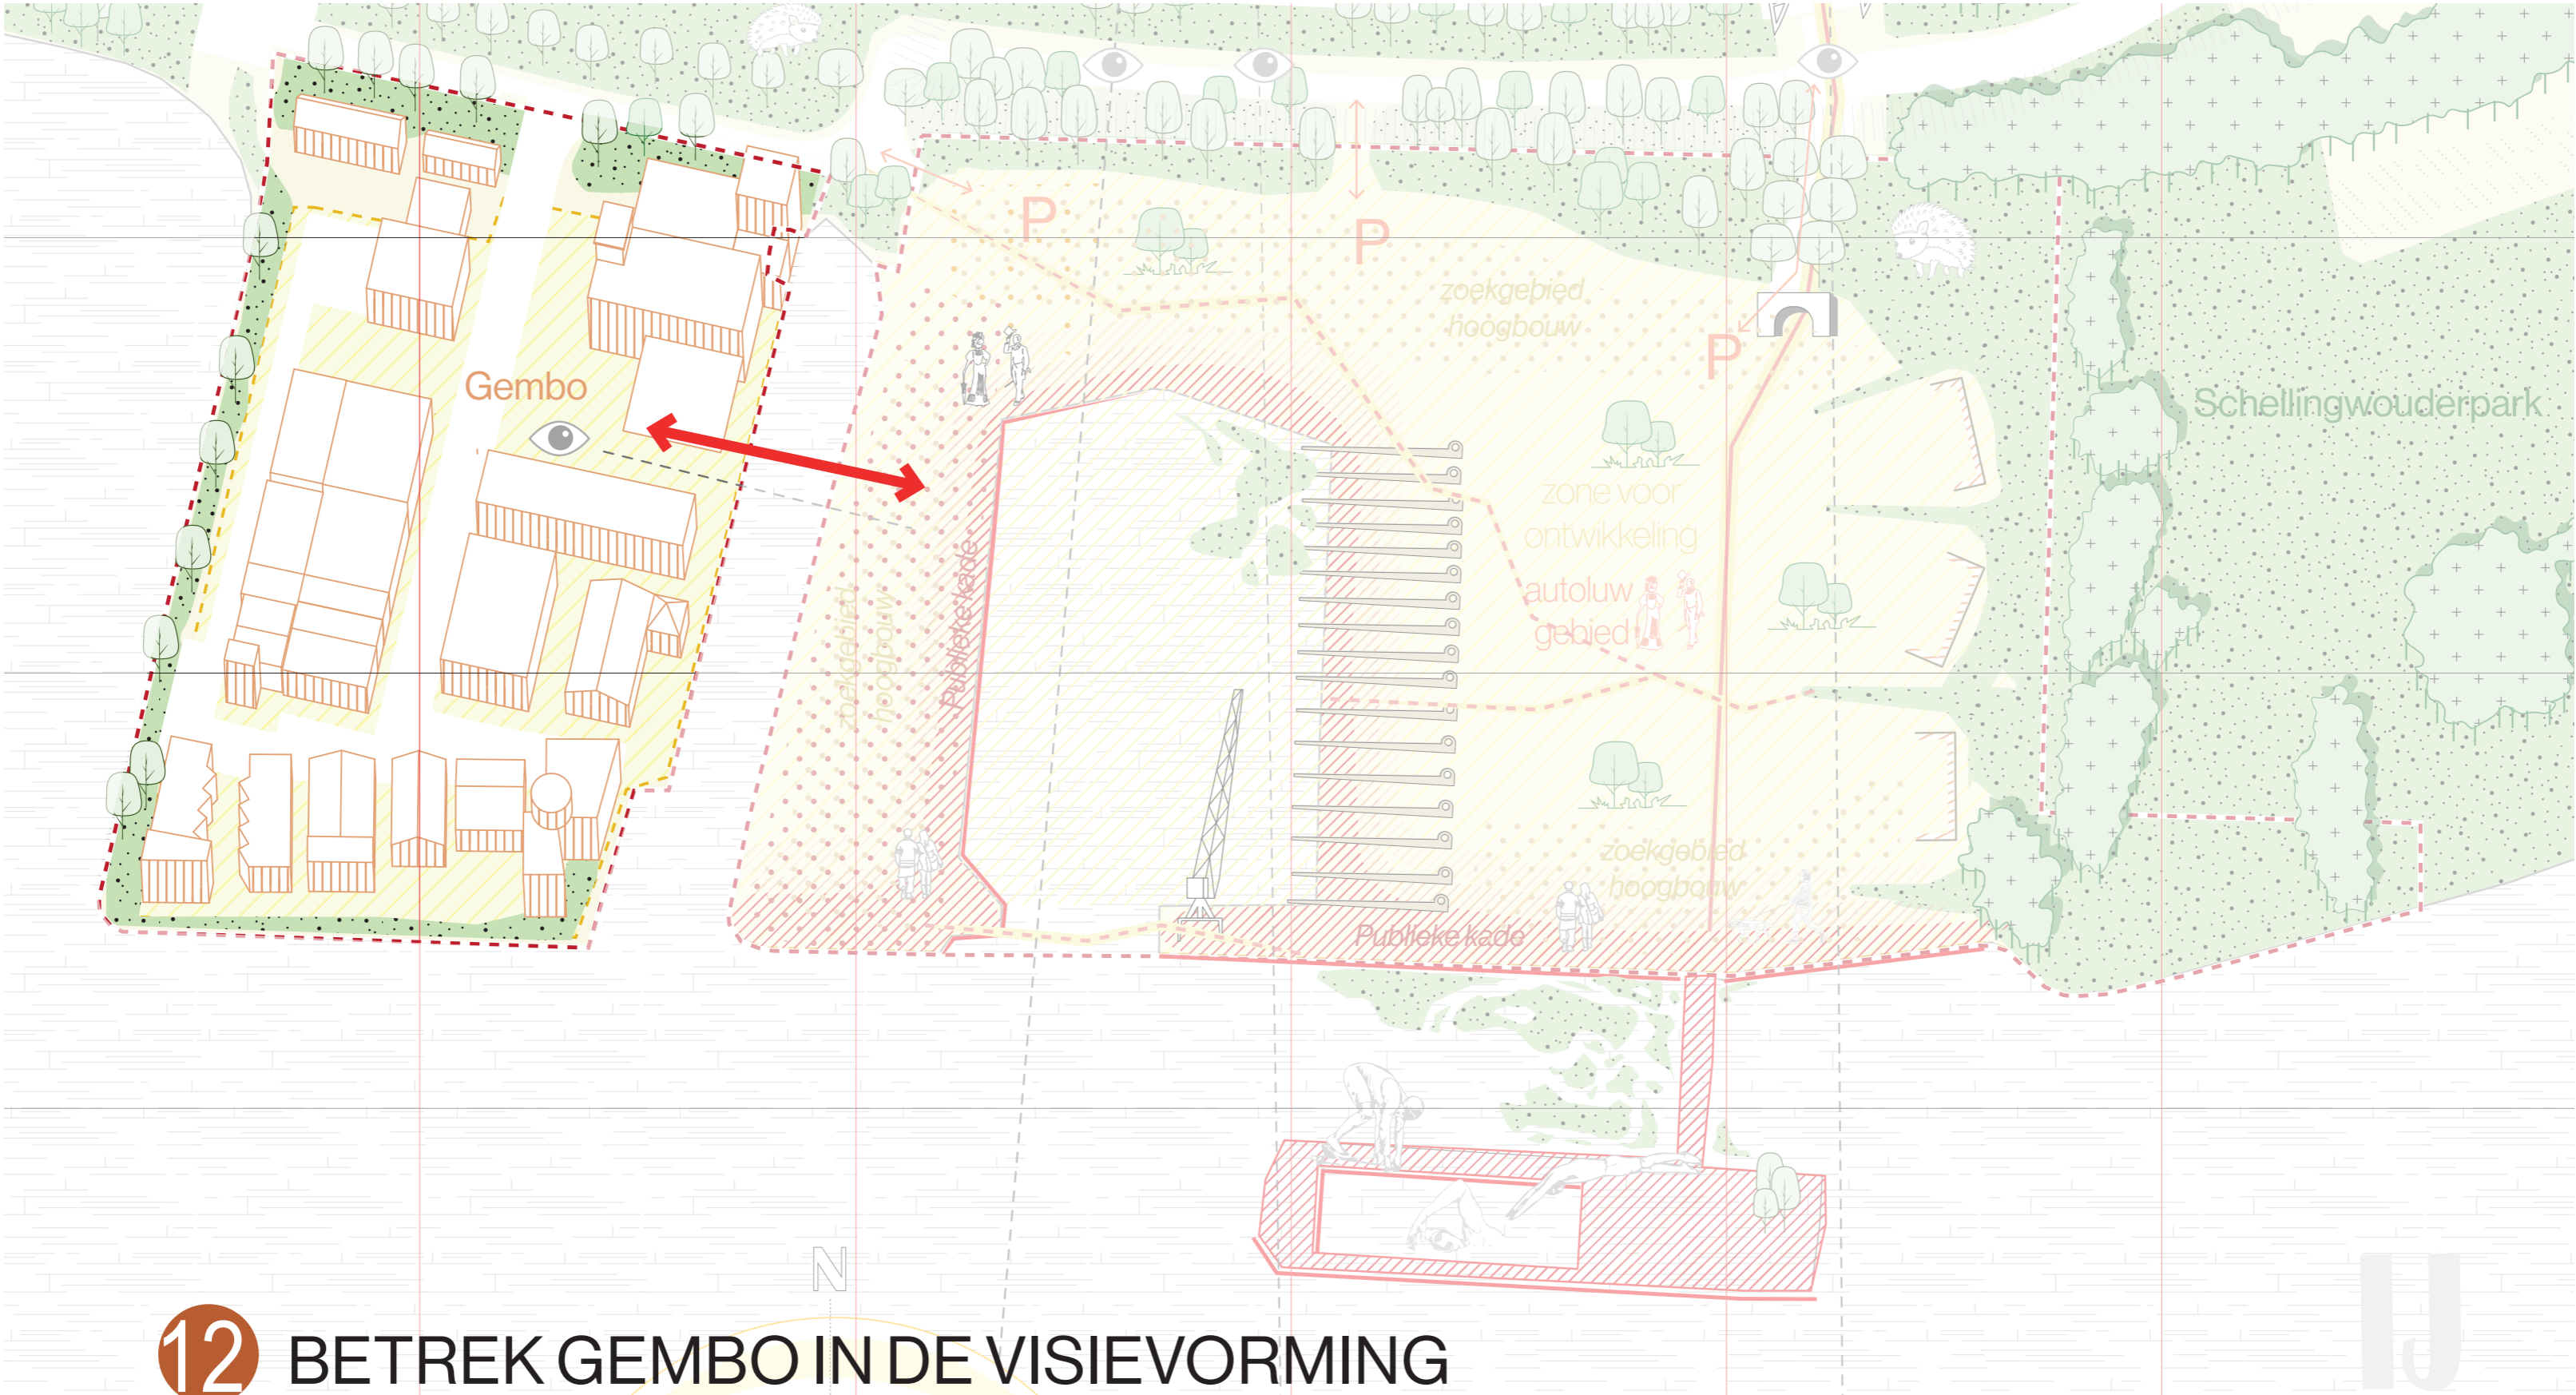 P
P
zoekgebied
hoogbouw
P
Gembo
Schellingwouderpark
zone voor
ontwikkeling
autoluw
gebied
Publieke kade
zoekgebied
hoogbouw
zoekgebied
hoogbouw
Publieke kade
N
IJ
12 BETREK GEMBO IN DE VISIEVORMING